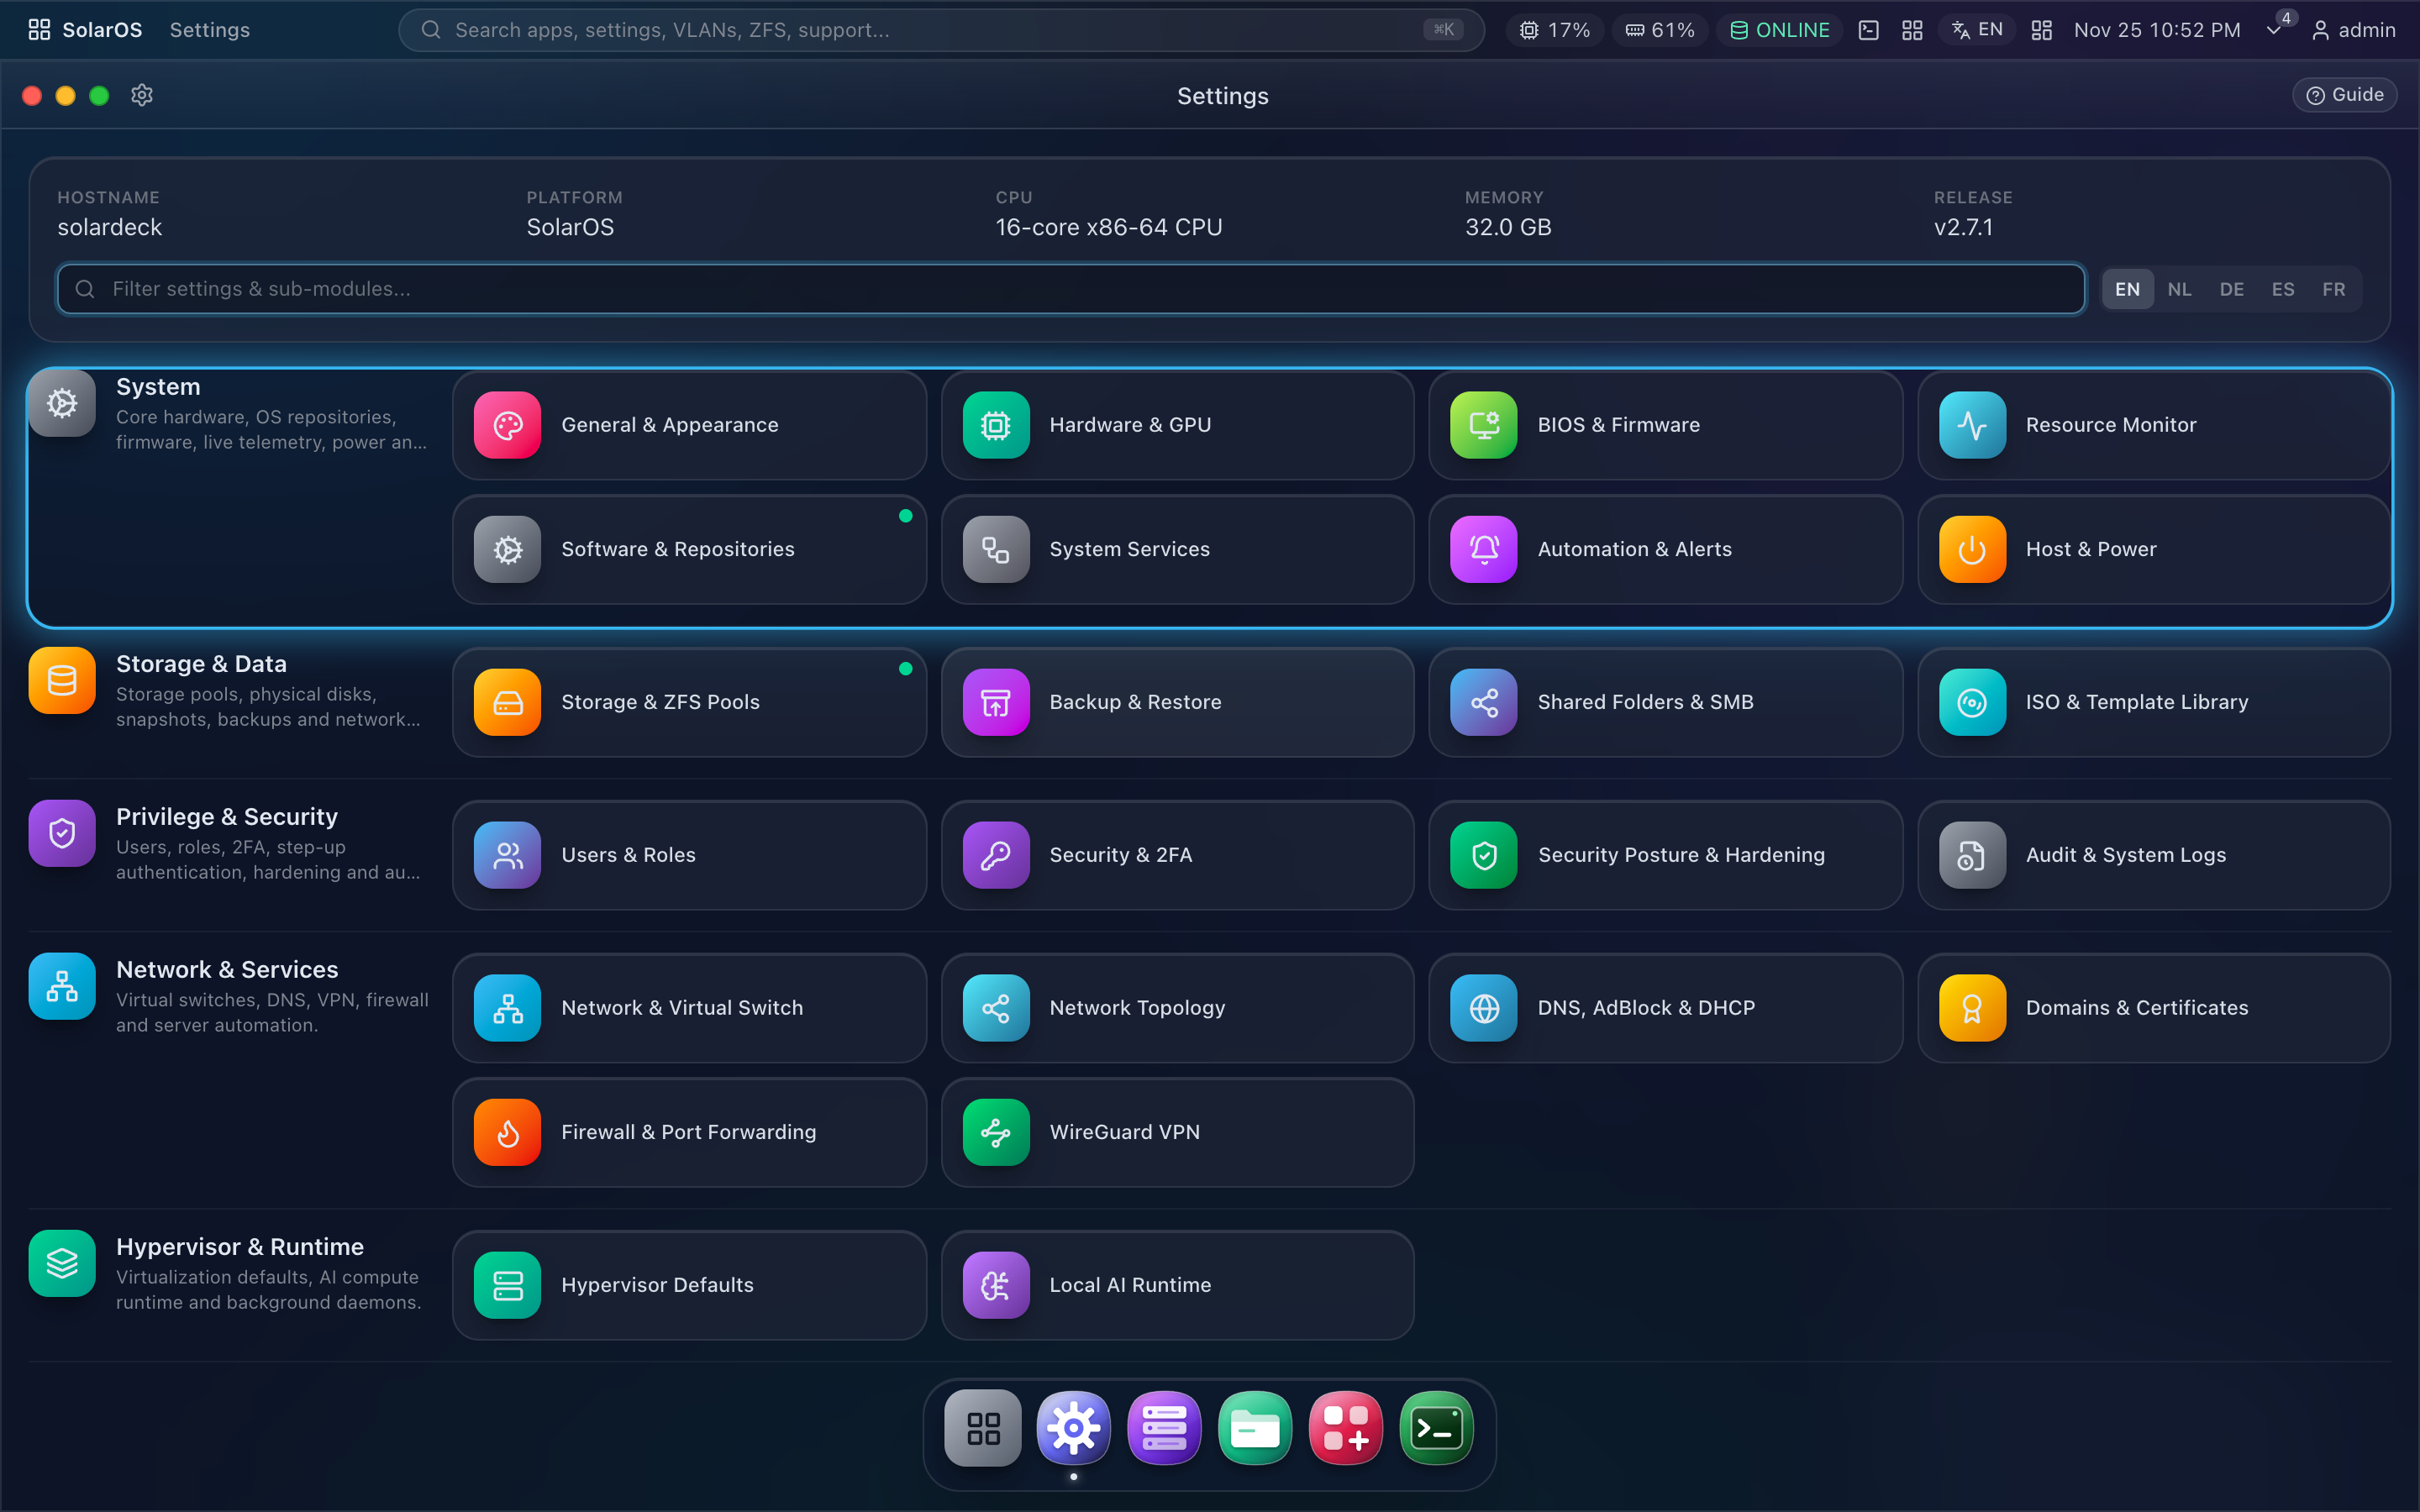 SolarOS Settings Search apps, settings, VLANs, ZFS, support... ⌘K 17% 61% ONLINE EN Nov 25 10:52 PM 4 admin
Settings
Guide
HOSTNAME PLATFORM CPU MEMORY RELEASE
solardeck SolarOS 16-core x86-64 CPU 32.0 GB v2.7.1
Filter settings & sub-modules... EN NL DE ES FR
System
Core hardware, OS repositories,
firmware, live telemetry, power an...
General & Appearance Hardware & GPU BIOS & Firmware Resource Monitor
Software & Repositories System Services Automation & Alerts Host & Power
Storage & Data
Storage pools, physical disks,
snapshots, backups and network...
Storage & ZFS Pools Backup & Restore Shared Folders & SMB ISO & Template Library
Privilege & Security
Users, roles, 2FA, step-up
authentication, hardening and au...
Users & Roles Security & 2FA Security Posture & Hardening Audit & System Logs
Network & Services
Virtual switches, DNS, VPN, firewall
and server automation.
Network & Virtual Switch Network Topology DNS, AdBlock & DHCP Domains & Certificates
Firewall & Port Forwarding WireGuard VPN
Hypervisor & Runtime
Virtualization defaults, AI compute
runtime and background daemons.
Hypervisor Defaults Local AI Runtime